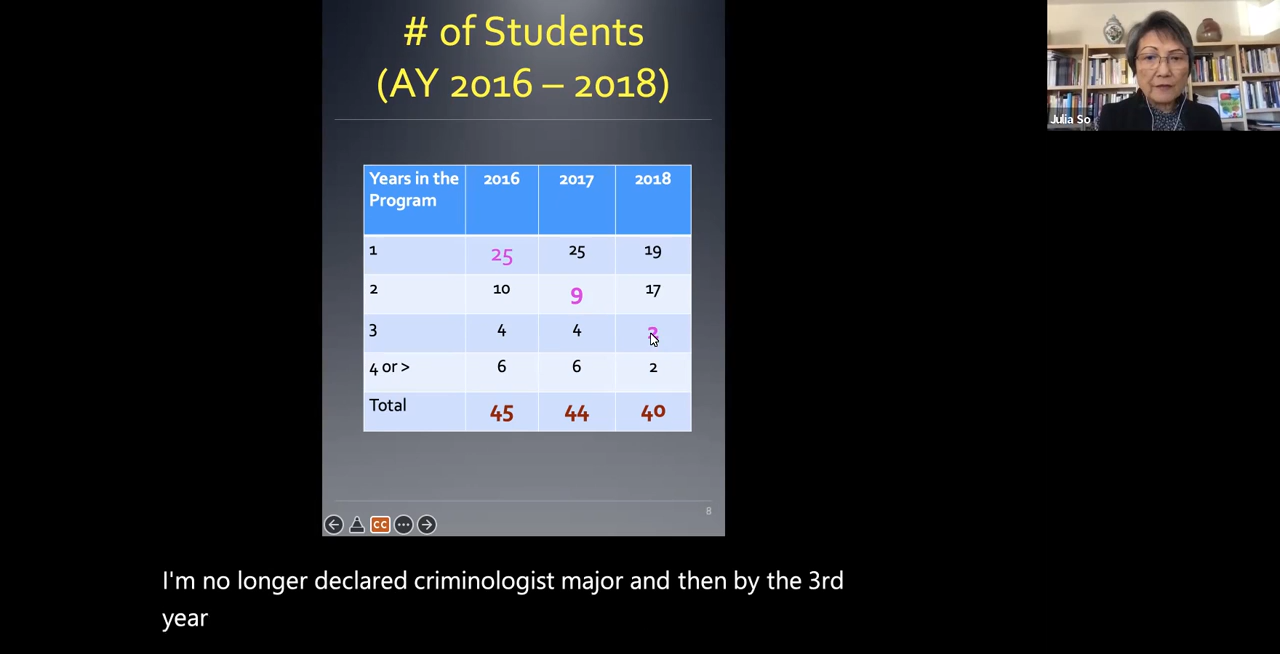 # of Students
(AY 2016 – 2018)
Julia So
Years in the Program 2016 2017 2018
1 25 25 19
2 10 9 17
3 4 4
4 or > 6 6 2
Total 45 44 40
8
CC
I'm no longer declared criminologist major and then by the 3rd
year